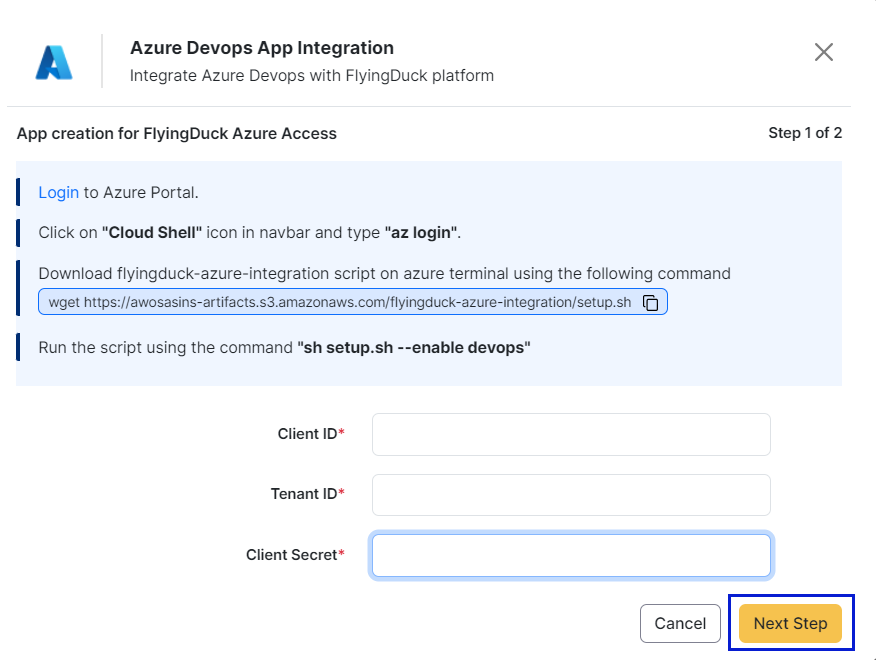 Azure Devops App Integration
Integrate Azure Devops with FlyingDuck platform
App creation for FlyingDuck Azure Access
Step 1 of 2
Login to Azure Portal.
Click on "Cloud Shell" icon in navbar and type "az login".
Download flyingduck-azure-integration script on azure terminal using the following command
wget https://awosasins-artifacts.s3.amazonaws.com/flyingduck-azure-integration/setup.sh
Run the script using the command "sh setup.sh --enable devops"
Client ID*
Tenant ID*
Client Secret*
Cancel
Next Step